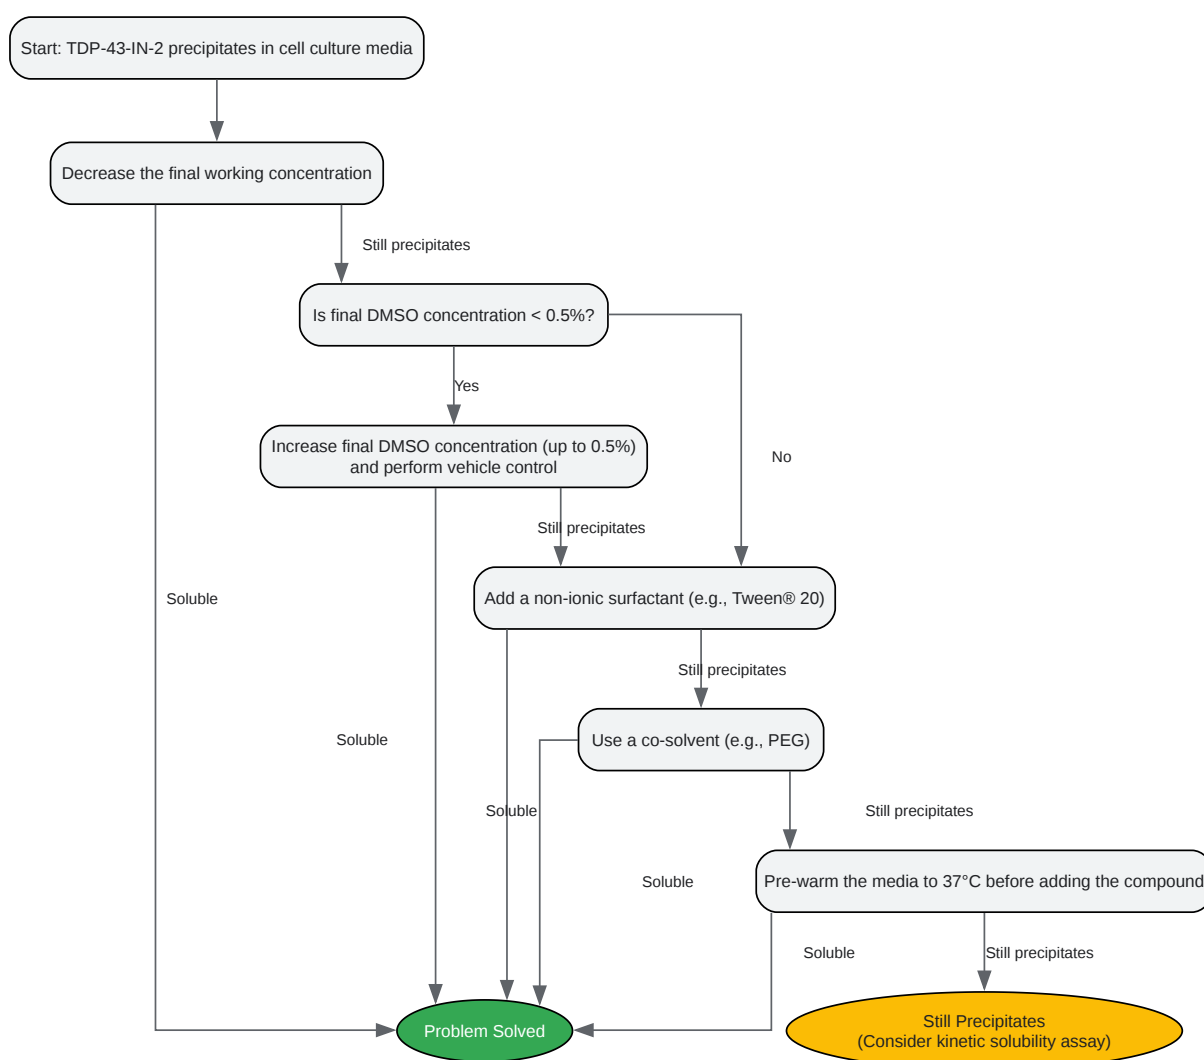 Start: TDP-43-IN-2 precipitates in cell culture media
Decrease the final working concentration
Still precipitates
Is final DMSO concentration < 0.5%?
Yes
Increase final DMSO concentration (up to 0.5%)
and perform vehicle control
No
Still precipitates
Add a non-ionic surfactant (e.g., Tween® 20)
Soluble
Still precipitates
Use a co-solvent (e.g., PEG)
Soluble
Soluble
Still precipitates
Pre-warm the media to 37°C before adding the compound
Soluble
Soluble
Still precipitates
Problem Solved
Still Precipitates
(Consider kinetic solubility assay)